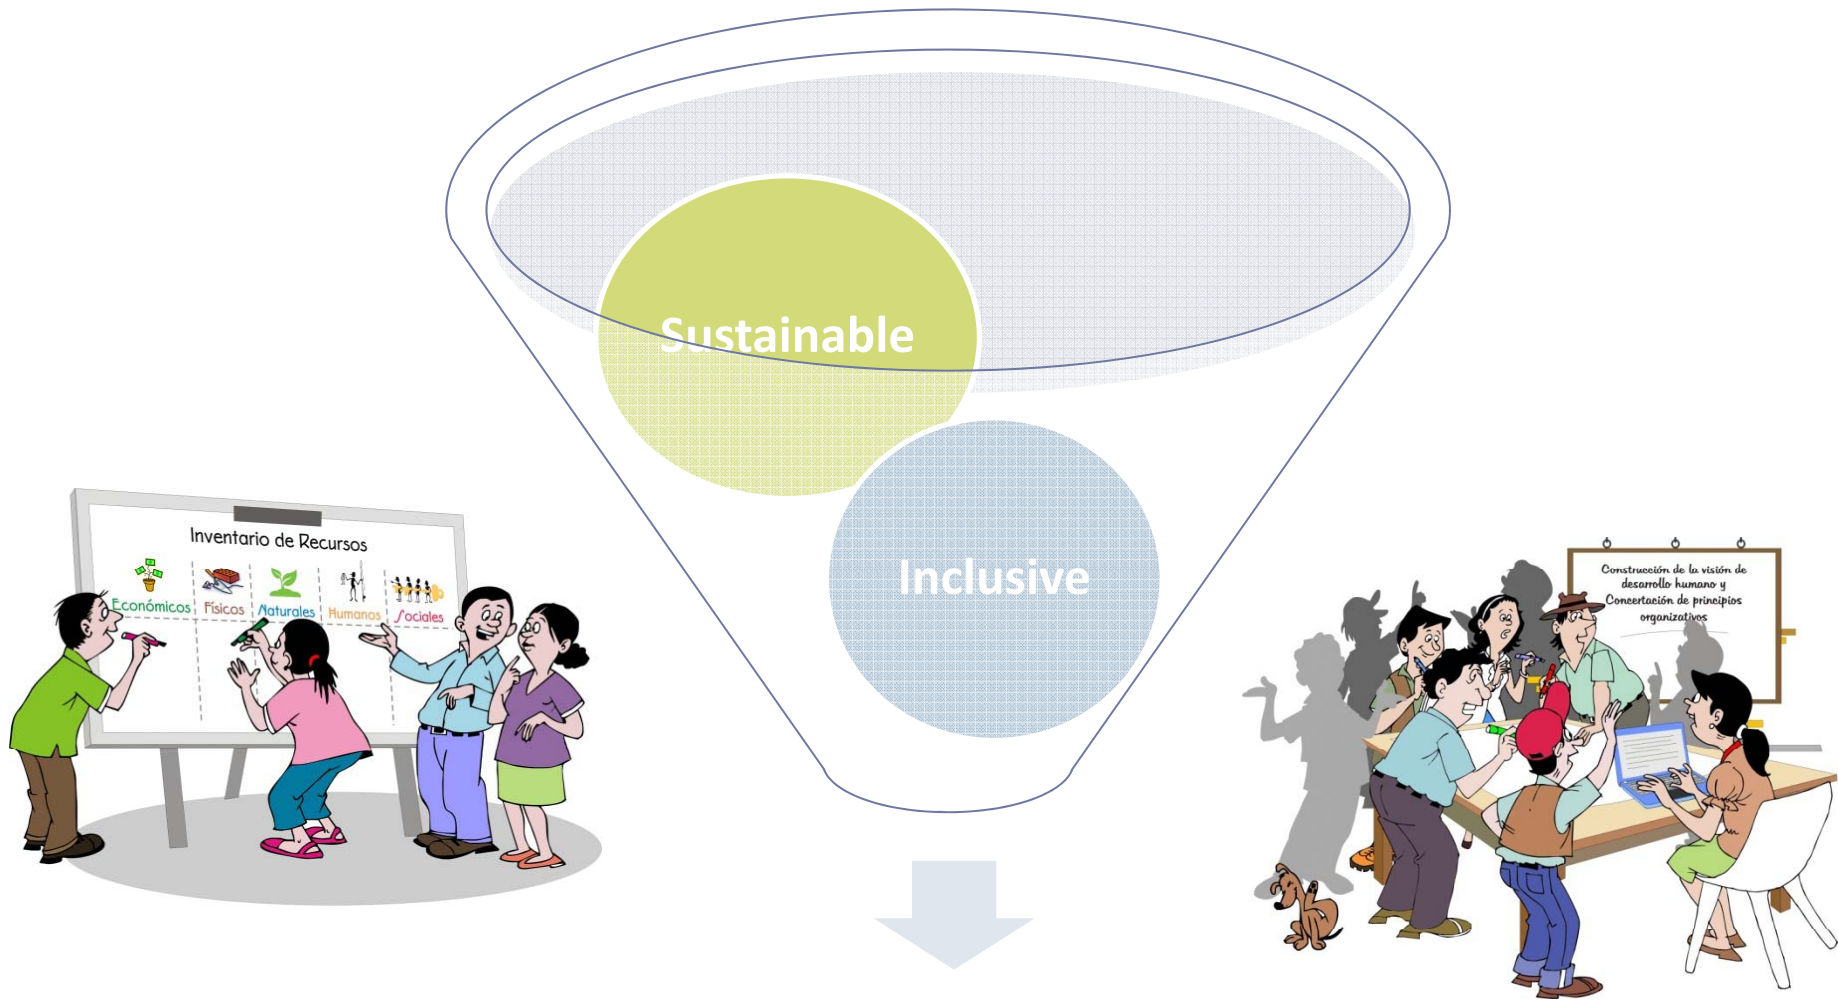 Sustainable
Inclusive
Inventario de Recursos
Económicos
Físicos
Naturales
Humanos
Sociales
Construcción de la visión de
desarrollo humano y
Concertación de principios
organizativos